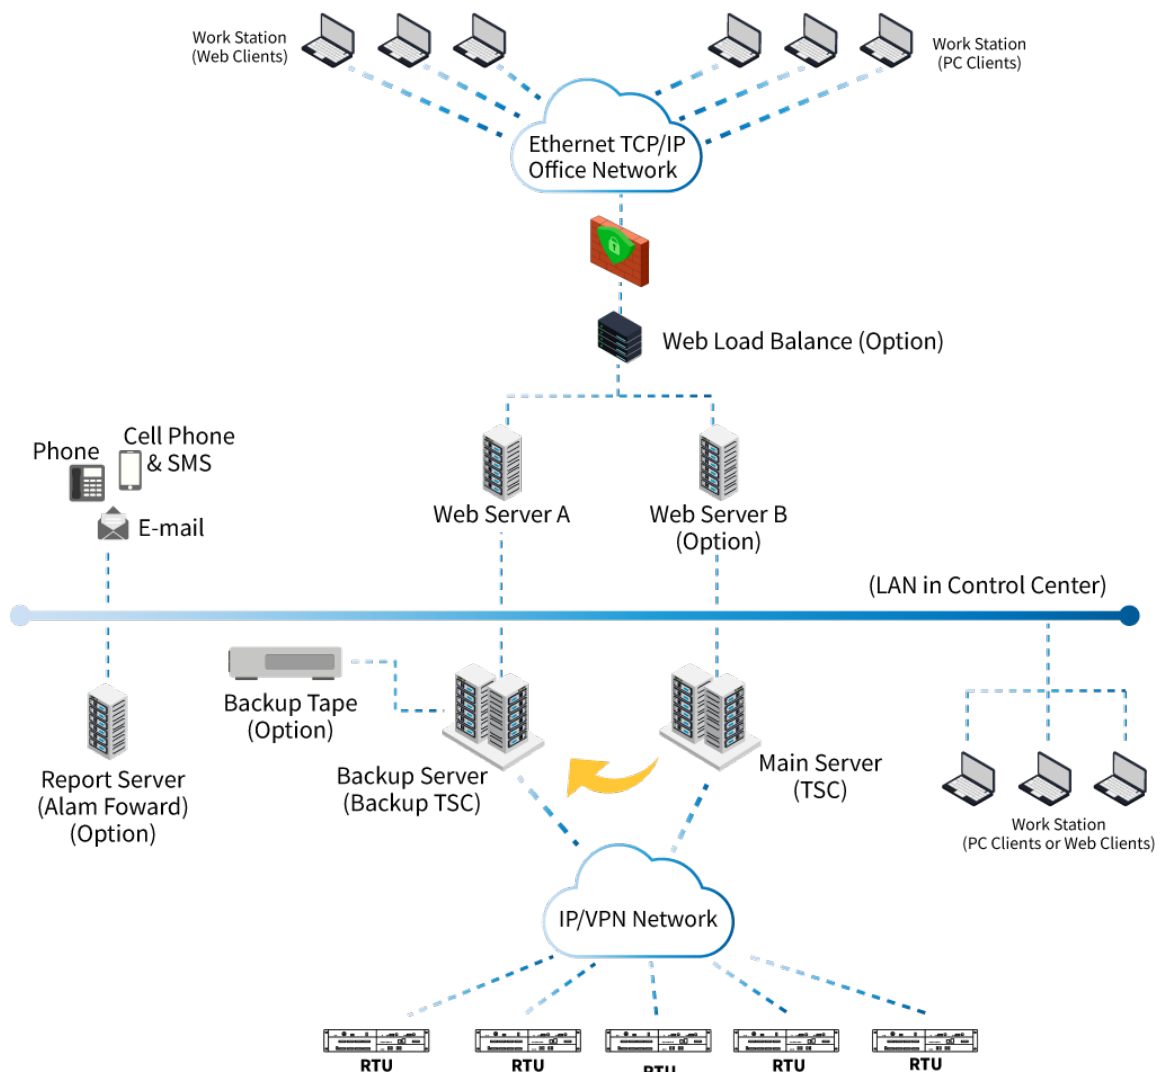 Work Station
(Web Clients)
Work Station
(PC Clients)
Ethernet TCP/IP
Office Network
Web Load Balance (Option)
Cell Phone
& SMS
Phone
E-mail
Web Server A
Web Server B
(Option)
(LAN in Control Center)
Backup Tape
(Option)
Report Server
(Alam Foward)
(Option)
Backup Server
(Backup TSC)
Main Server
(TSC)
Work Station
(PC Clients or Web Clients)
IP/VPN Network
RTU
RTU
RTU
RTU
RTU